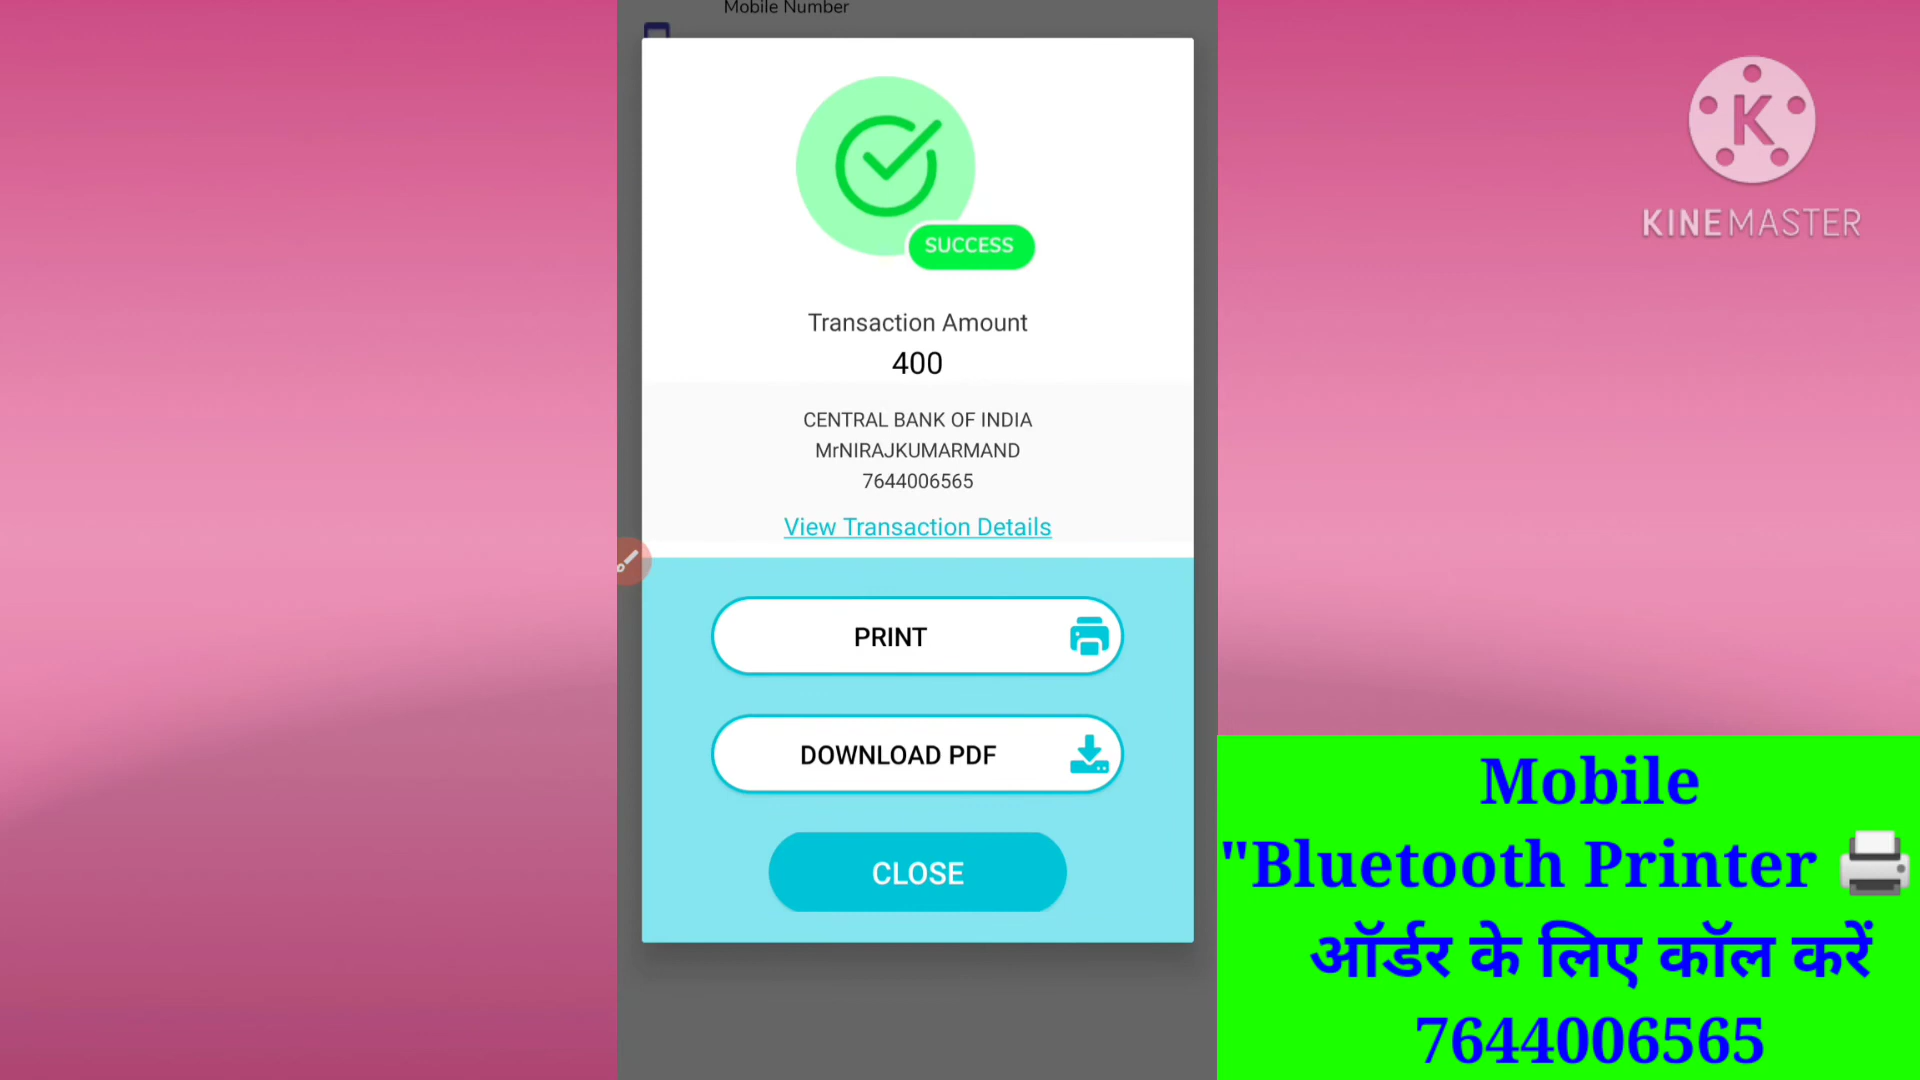 Mobile Number
SUCCESS
Transaction Amount
400
CENTRAL BANK OF INDIA
MrNIRAJKUMARMAND
7644006565
View Transaction Details
PRINT
DOWNLOAD PDF
CLOSE
K
KINEMASTER
Mobile
"Bluetooth Printer
ऑर्डर के लिए कॉल करें
7644006565